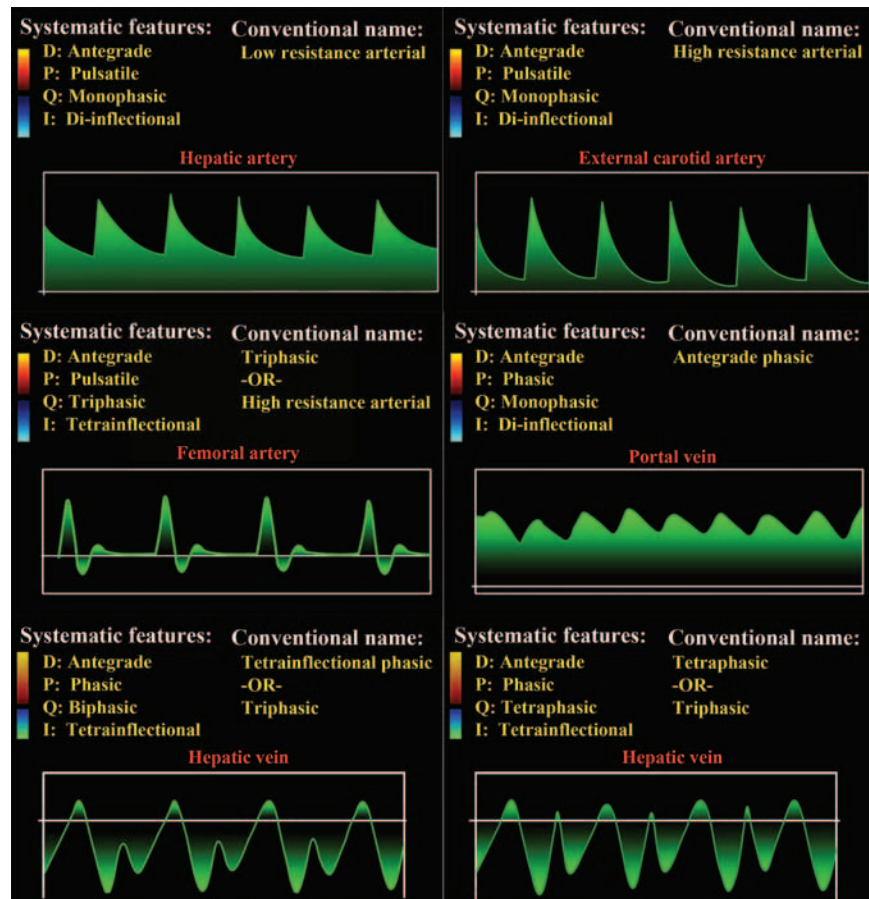 Systematic features: Conventional name:
D: Antegrade Low resistance arterial
P: Pulsatile
Q: Monophasic
I: Di-inflectional
Hepatic artery
Systematic features: Conventional name:
D: Antegrade High resistance arterial
P: Pulsatile
Q: Monophasic
I: Di-inflectional
External carotid artery
Systematic features: Conventional name:
D: Antegrade Triphasic
P: Pulsatile -OR-
Q: Triphasic High resistance arterial
I: Tetrainflectional
Femoral artery
Systematic features: Conventional name:
D: Antegrade Antegrade phasic
P: Phasic
Q: Monophasic
I: Di-inflectional
Portal vein
Systematic features: Conventional name:
D: Antegrade Tetrainflectional phasic
P: Phasic -OR-
Q: Biphasic Triphasic
I: Tetrainflectional
Hepatic vein
Systematic features: Conventional name:
D: Antegrade Tetraphasic
P: Phasic -OR-
Q: Tetraphasic Triphasic
I: Tetrainflectional
Hepatic vein